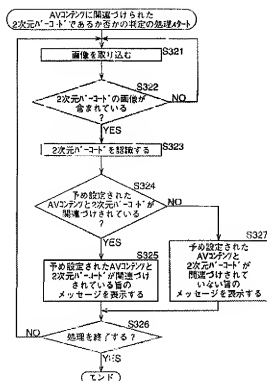 AVコンテンツに関連づけられた
2次元バーコードであるか否かの判定の処理スタート
S321
画像を取り込む
S322
2次元バーコードの画像が
含まれている
?
NO
YES
S323
2次元バーコードを認識する
S324
予め設定された
AVコンテンツと2次元バーコードが
関連づけされている
?
NO
YES
S325
予め設定されたAVコンテンツと
2次元バーコードが関連づけ
されている旨の
メッセージを表示する
S327
予め設定された
AVコンテンツと
2次元バーコードが
関連づけされて
いない旨の
メッセージを表示する
S326
NO
処理を終了する?
YES
エンド